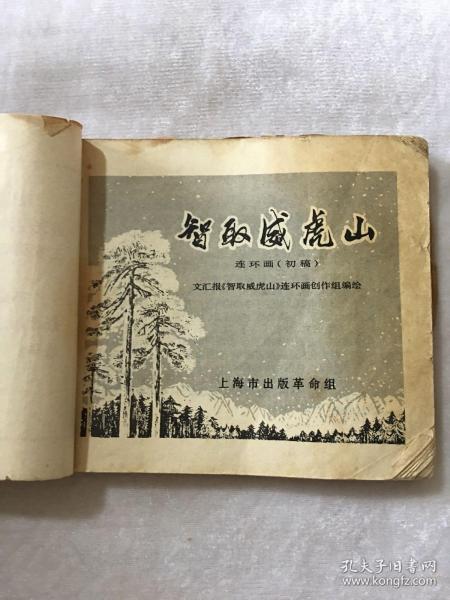 智取威虎山
连环画（初稿）
文汇报《智取威虎山》连环画创作组编绘
上海市出版革命组
孔夫子旧书网
www.kongfz.com